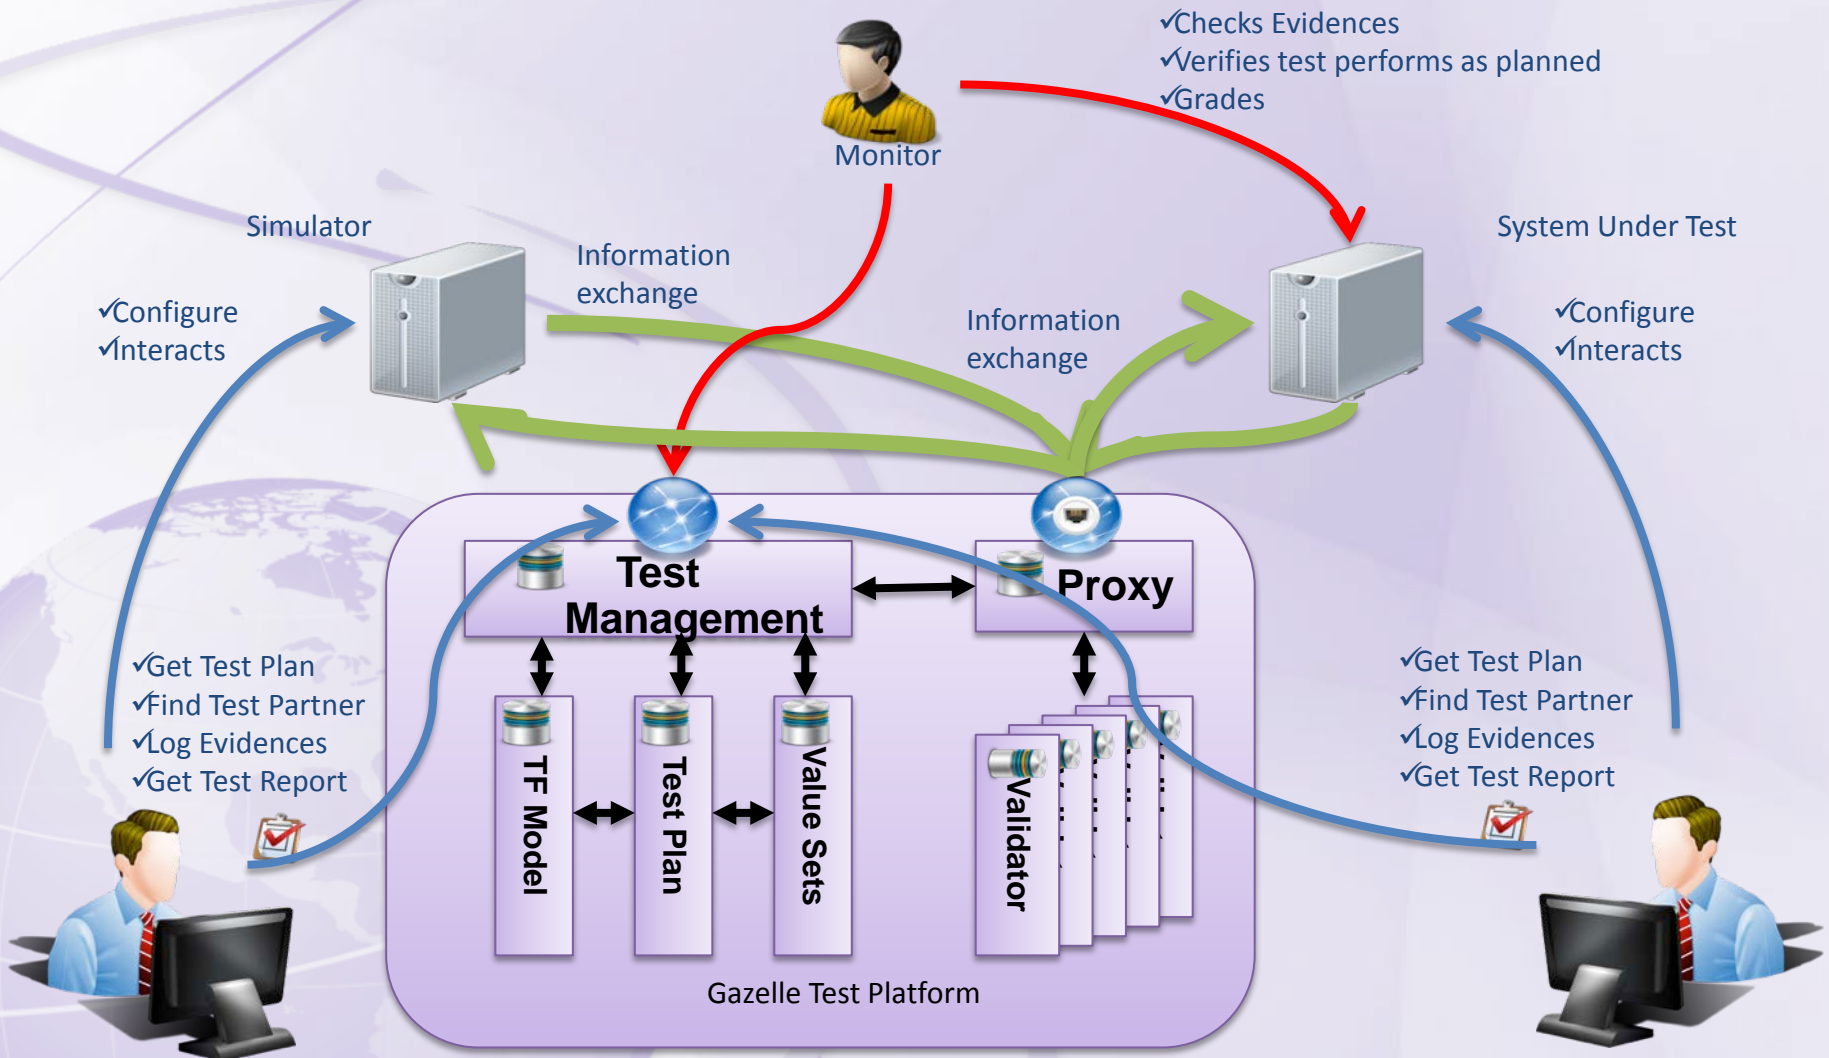 ✓Checks Evidences
✓Verifies test performs as planned
✓Grades
Monitor
Simulator
System Under Test
Information
exchange
Information
exchange
✓Configure
✓Interacts
✓Configure
✓Interacts
Test
Management
Proxy
✓Get Test Plan
✓Find Test Partner
✓Log Evidences
✓Get Test Report
✓Get Test Plan
✓Find Test Partner
✓Log Evidences
✓Get Test Report
TF Model
Test Plan
Value Sets
Validator
Gazelle Test Platform